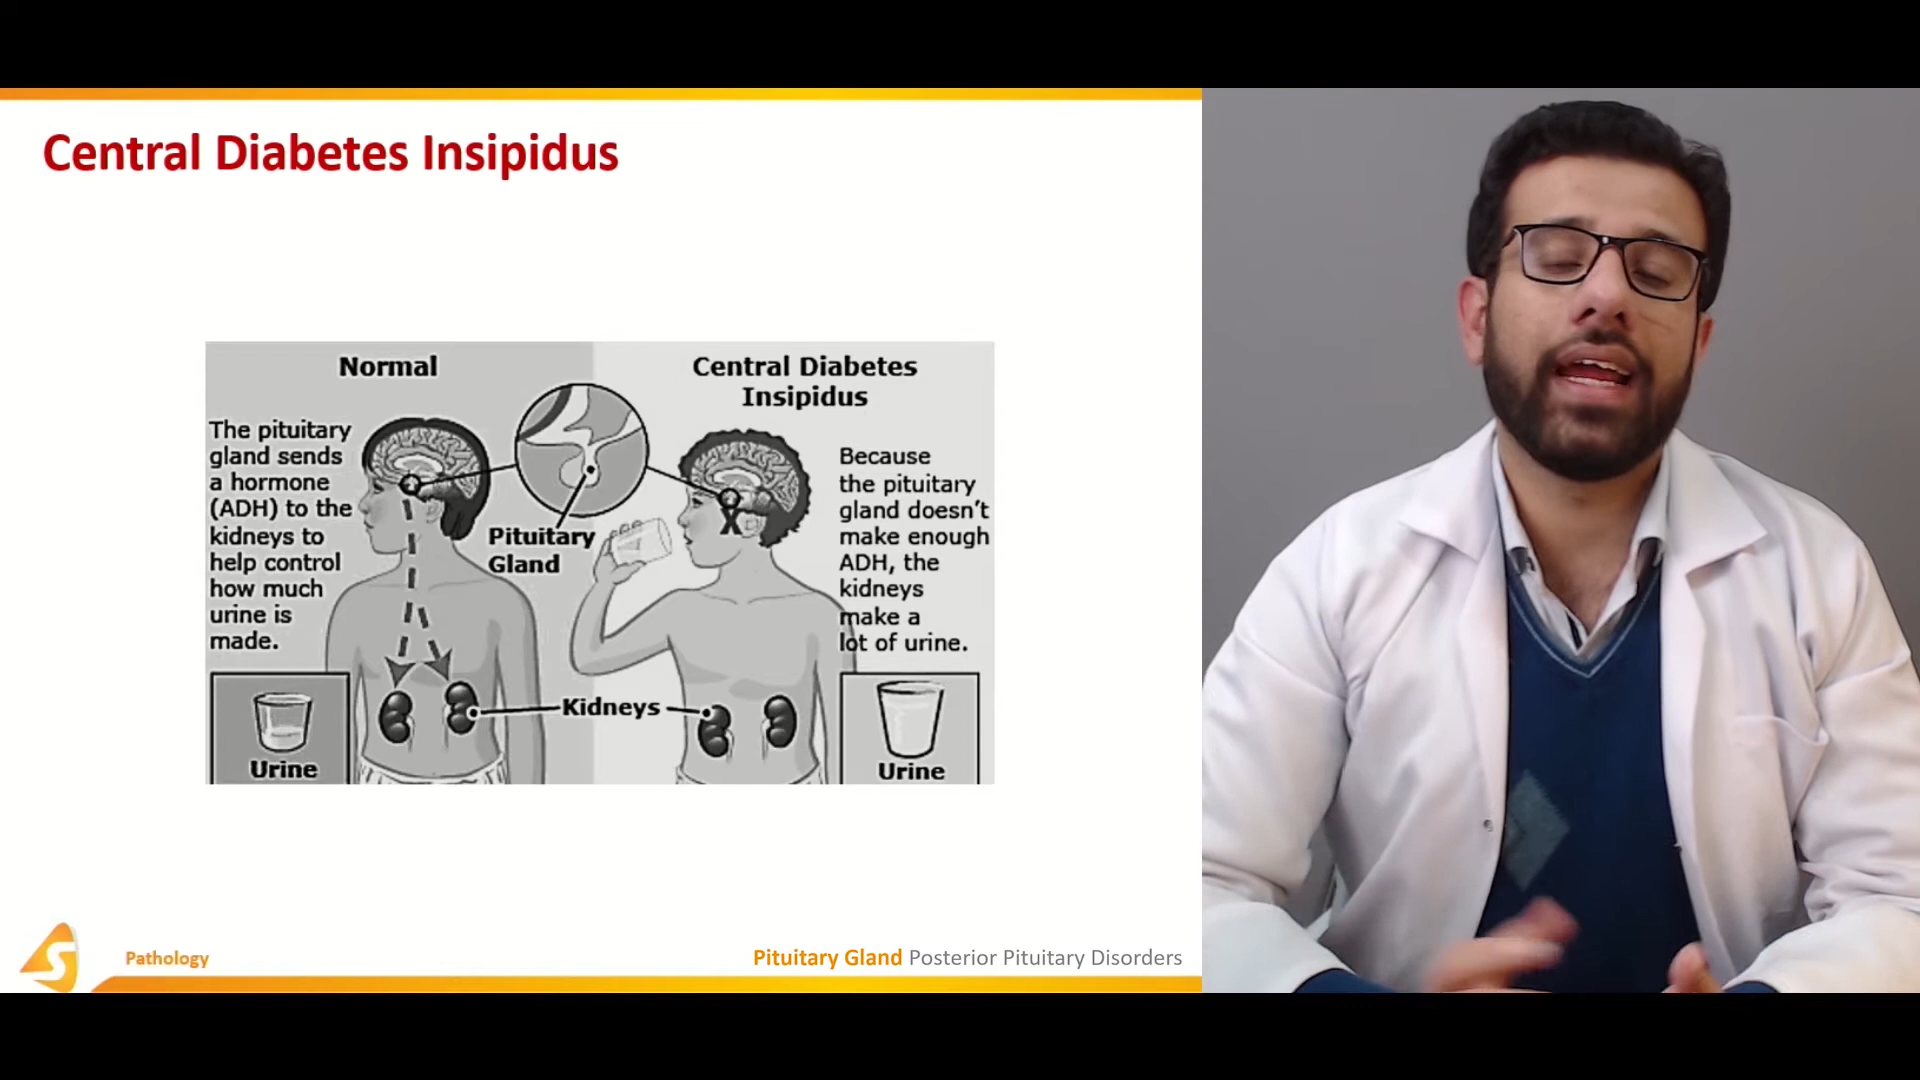 Central Diabetes Insipidus
Normal
The pituitary
gland sends
a hormone
(ADH) to the
kidneys to
help control
how much
urine is
made.
Urine
Pituitary
Gland
Kidneys
Central Diabetes
Insipidus
Because
the pituitary
gland doesn't
make enough
ADH, the
kidneys
make a
lot of urine.
Urine
S
Pathology
Pituitary Gland Posterior Pituitary Disorders